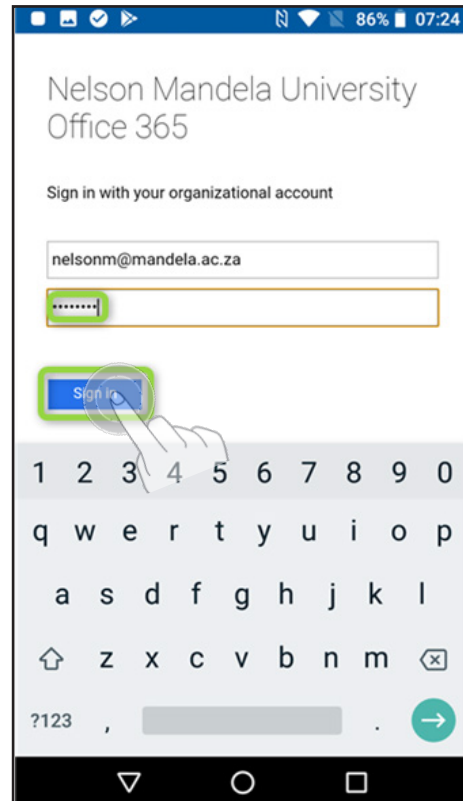 86% 07:24
Nelson Mandela University
Office 365
Sign in with your organizational account
nelsonm@mandela.ac.za
••••••••
Sign in
1 2 3 4 5 6 7 8 9 0
q w e r t y u i o p
a s d f g h j k l
z x c v b n m
?123 , .